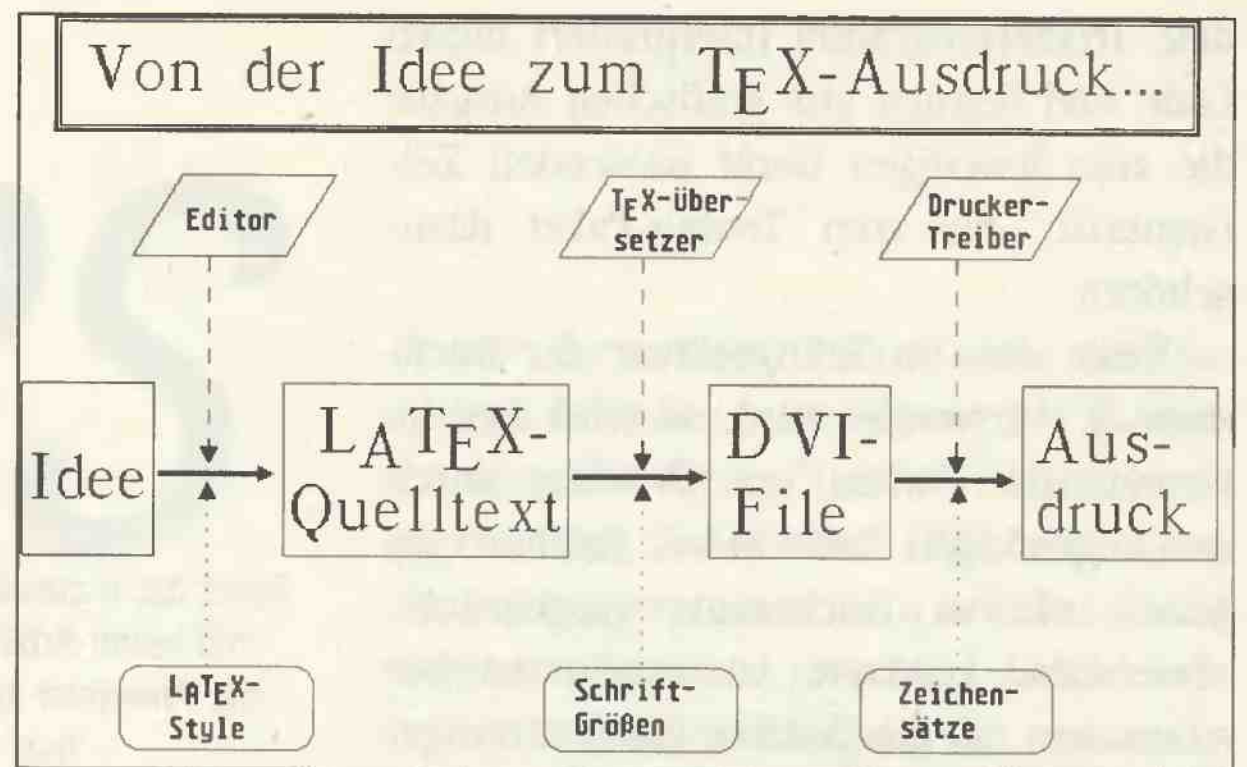 Von der Idee zum TEX-Ausdruck...
Editor
TEX-über-
setzer
Drucker-
Treiber
Idee
LATEX-
Quelltext
DVI-
File
Aus-
druck
LATEX-
Style
Schrift-
Größen
Zeichen-
sätze